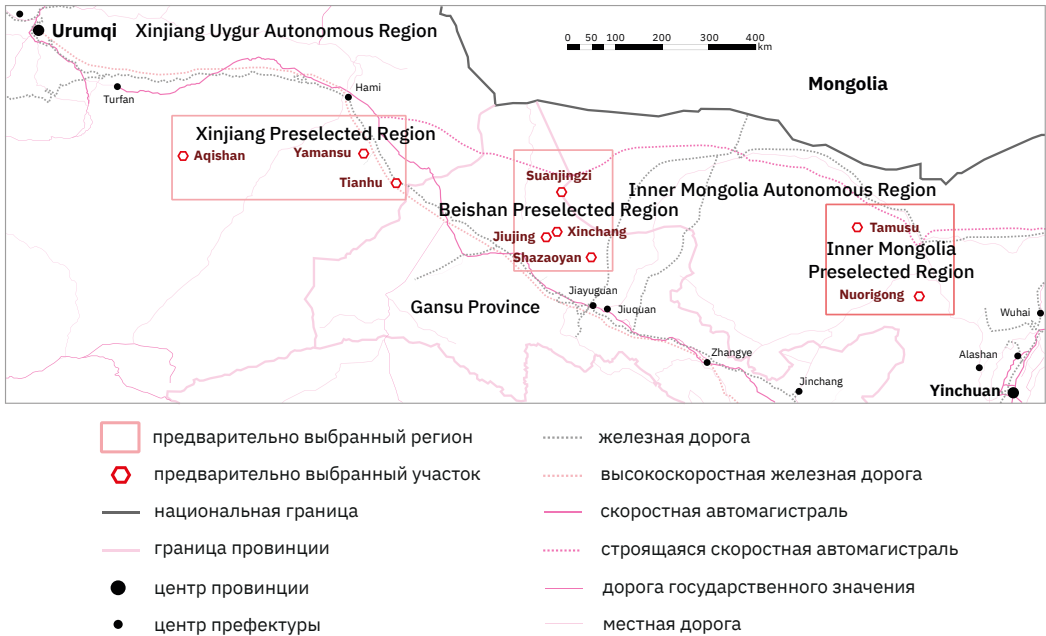 Urumqi
Xinjiang Uygur Autonomous Region
0 50 100 200 300 400
km
Mongolia
Turfan
Hami
Xinjiang Preselected Region
Aqishan
Yamansu
Tianhu
Suanjingzi
Inner Mongolia Autonomous Region
Beishan Preselected Region
Jiujing
Xinchang
Shazaoyan
Tamusu
Inner Mongolia
Preselected Region
Nuorigong
Gansu Province
Jiayuguan
Jiuquan
Wuhai
Zhangye
Alashan
Jinchang
Yinchuan
предварительно выбранный регион
предварительно выбранный участок
национальная граница
граница провинции
центр провинции
центр префектуры
железная дорога
высокоскоростная железная дорога
скоростная автомагистраль
строящаяся скоростная автомагистраль
дорога государственного значения
местная дорога